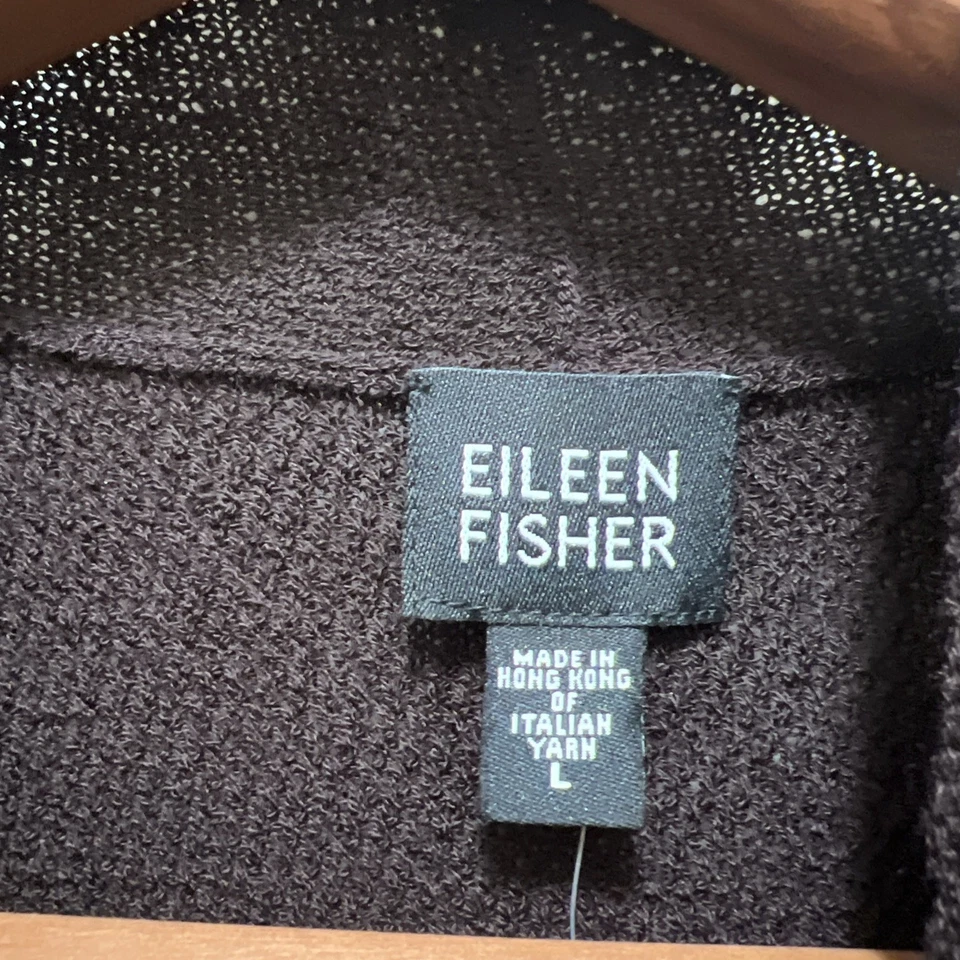 EILEEN
FISHER
MADE IN
HONG KONG
OF
ITALIAN
YARN
L